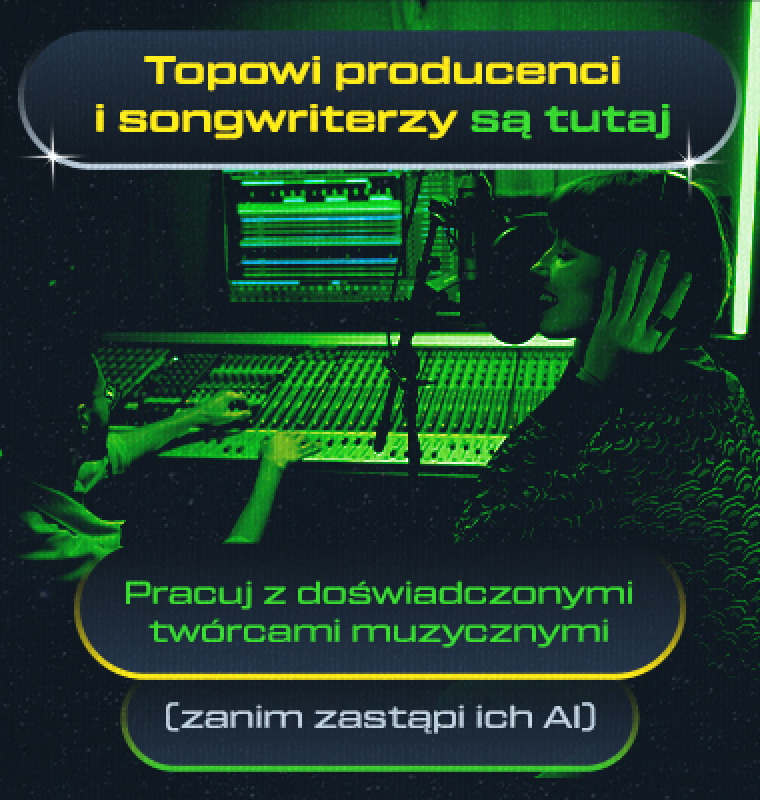 Topowi producenci
i songwriterzy są tutaj
Pracuj z doświadczonymi
twórcami muzycznymi
(zanim zastąpi ich AI)